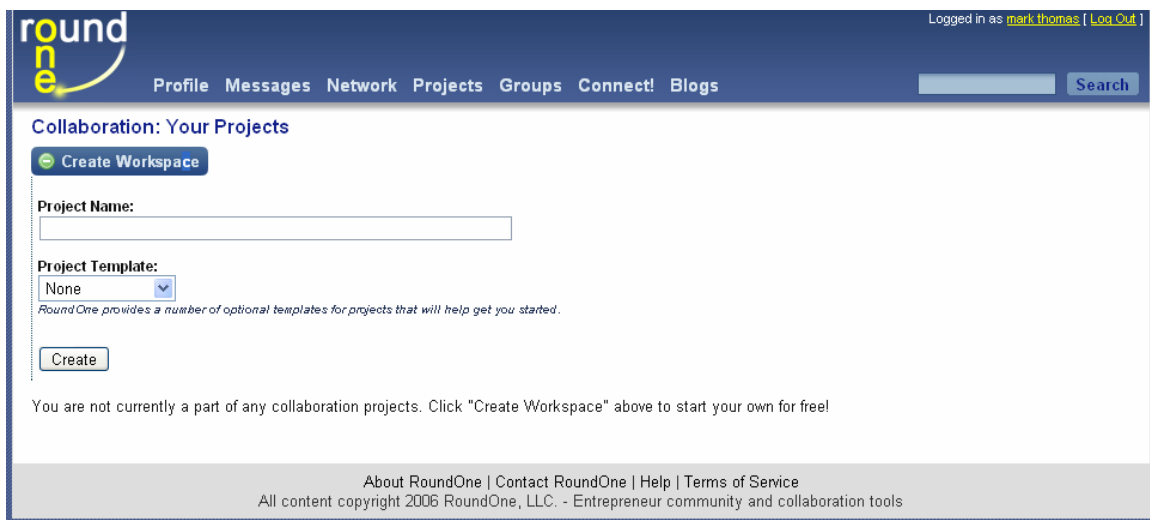 round
one
Logged in as mark thomas [ Log Out ]
Profile Messages Network Projects Groups Connect! Blogs
Search
Collaboration: Your Projects
Create Workspace
Project Name:
Project Template:
None
RoundOne provides a number of optional templates for projects that will help get you started.
Create
You are not currently a part of any collaboration projects. Click "Create Workspace" above to start your own for free!
About RoundOne | Contact RoundOne | Help | Terms of Service
All content copyright 2006 RoundOne, LLC. - Entrepreneur community and collaboration tools